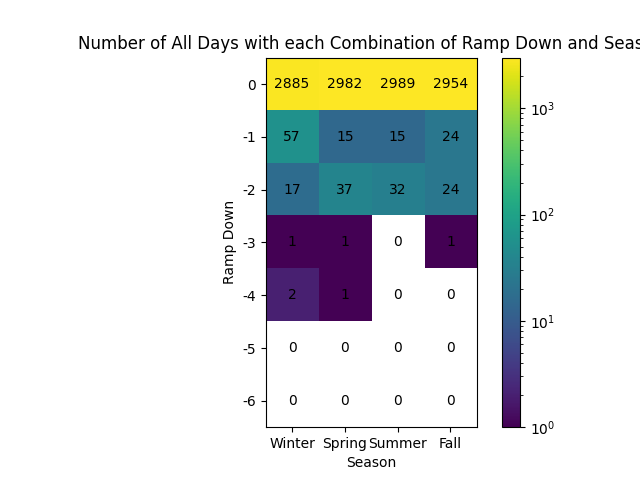 Number of All Days with each Combination of Ramp Down and Seas
0 2885 2982 2989 2954
-1 57 15 15 24
-2 17 37 32 24
-3 1 1 0 1
-4 2 1 0 0
-5 0 0 0 0
-6 0 0 0 0
Ramp Down
Winter Spring Summer Fall
Season
10³
10²
10¹
10⁰